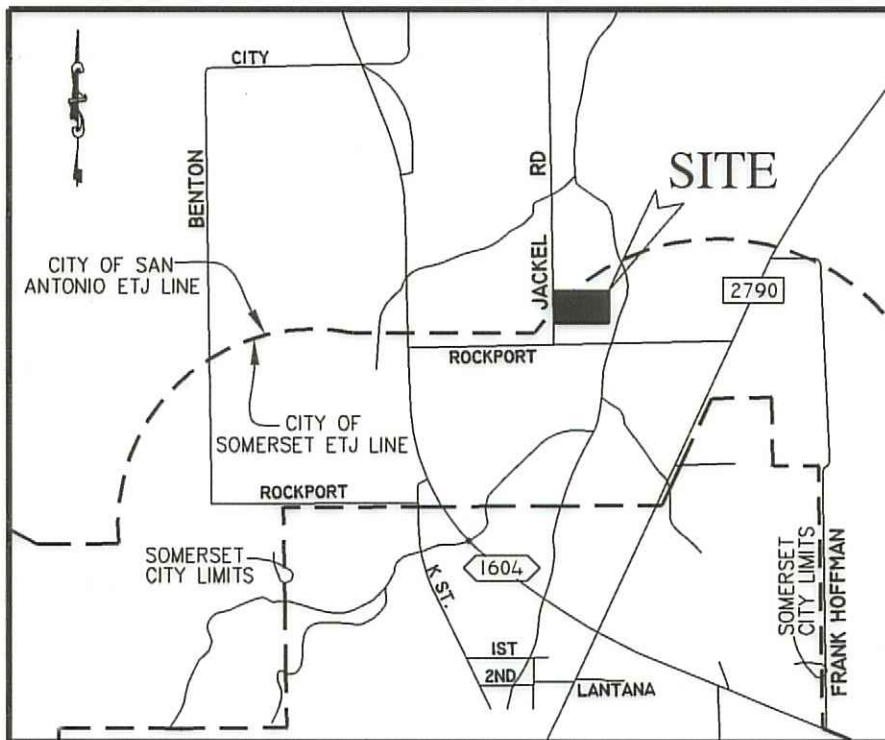 CITY
BENTON
JACKEL RD
SITE
CITY OF SAN
ANTONIO ETJ LINE
2790
ROCKPORT
CITY OF
SOMERSET ETJ LINE
ROCKPORT
SOMERSET
CITY LIMITS
1604
K ST.
SOMERSET
CITY LIMITS
FRANK HOFFMAN
1ST
2ND
LANTANA